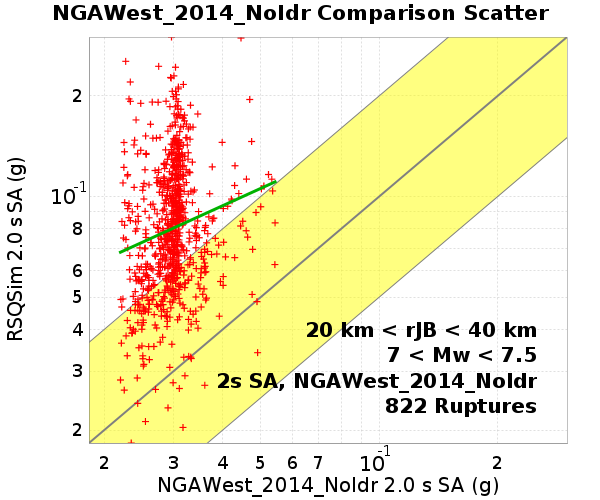 NGAWest_2014_NoIdr Comparison Scatter
RSQSim 2.0 s SA (g)
2
10⁻¹
8
6
5
4
3
2
20 km < rJB < 40 km
7 < Mw < 7.5
2s SA, NGAWest_2014_NoIdr
822 Ruptures
2 3 4 5 6 7 10⁻¹ 2
NGAWest_2014_NoIdr 2.0 s SA (g)